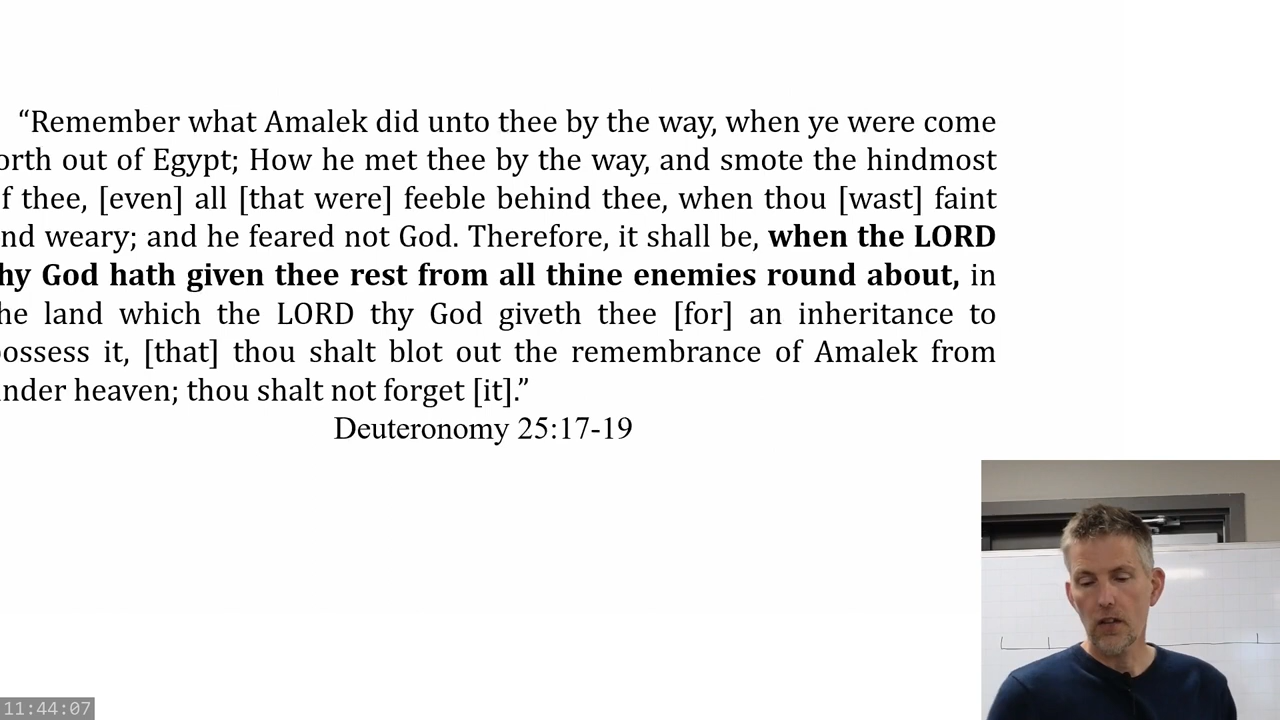 “Remember what Amalek did unto thee by the way, when ye were come
orth out of Egypt; How he met thee by the way, and smote the hindmost
f thee, [even] all [that were] feeble behind thee, when thou [wast] faint
nd weary; and he feared not God. Therefore, it shall be, when the LORD
hy God hath given thee rest from all thine enemies round about, in
he land which the LORD thy God giveth thee [for] an inheritance to
ossess it, [that] thou shalt blot out the remembrance of Amalek from
nder heaven; thou shalt not forget [it].”
Deuteronomy 25:17-19
11:44:07